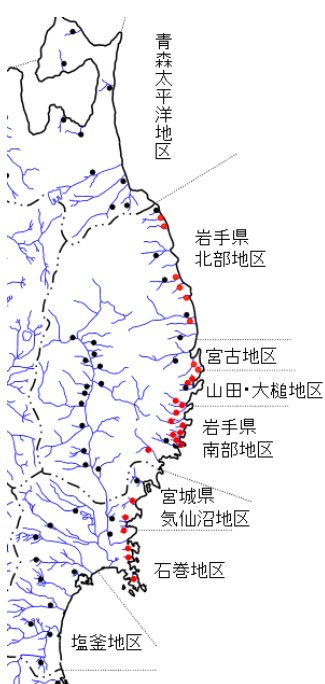 青森太平洋地区
岩手県
北部地区
宮古地区
山田・大槌地区
岩手県
南部地区
宮城県
気仙沼地区
石巻地区
塩釜地区